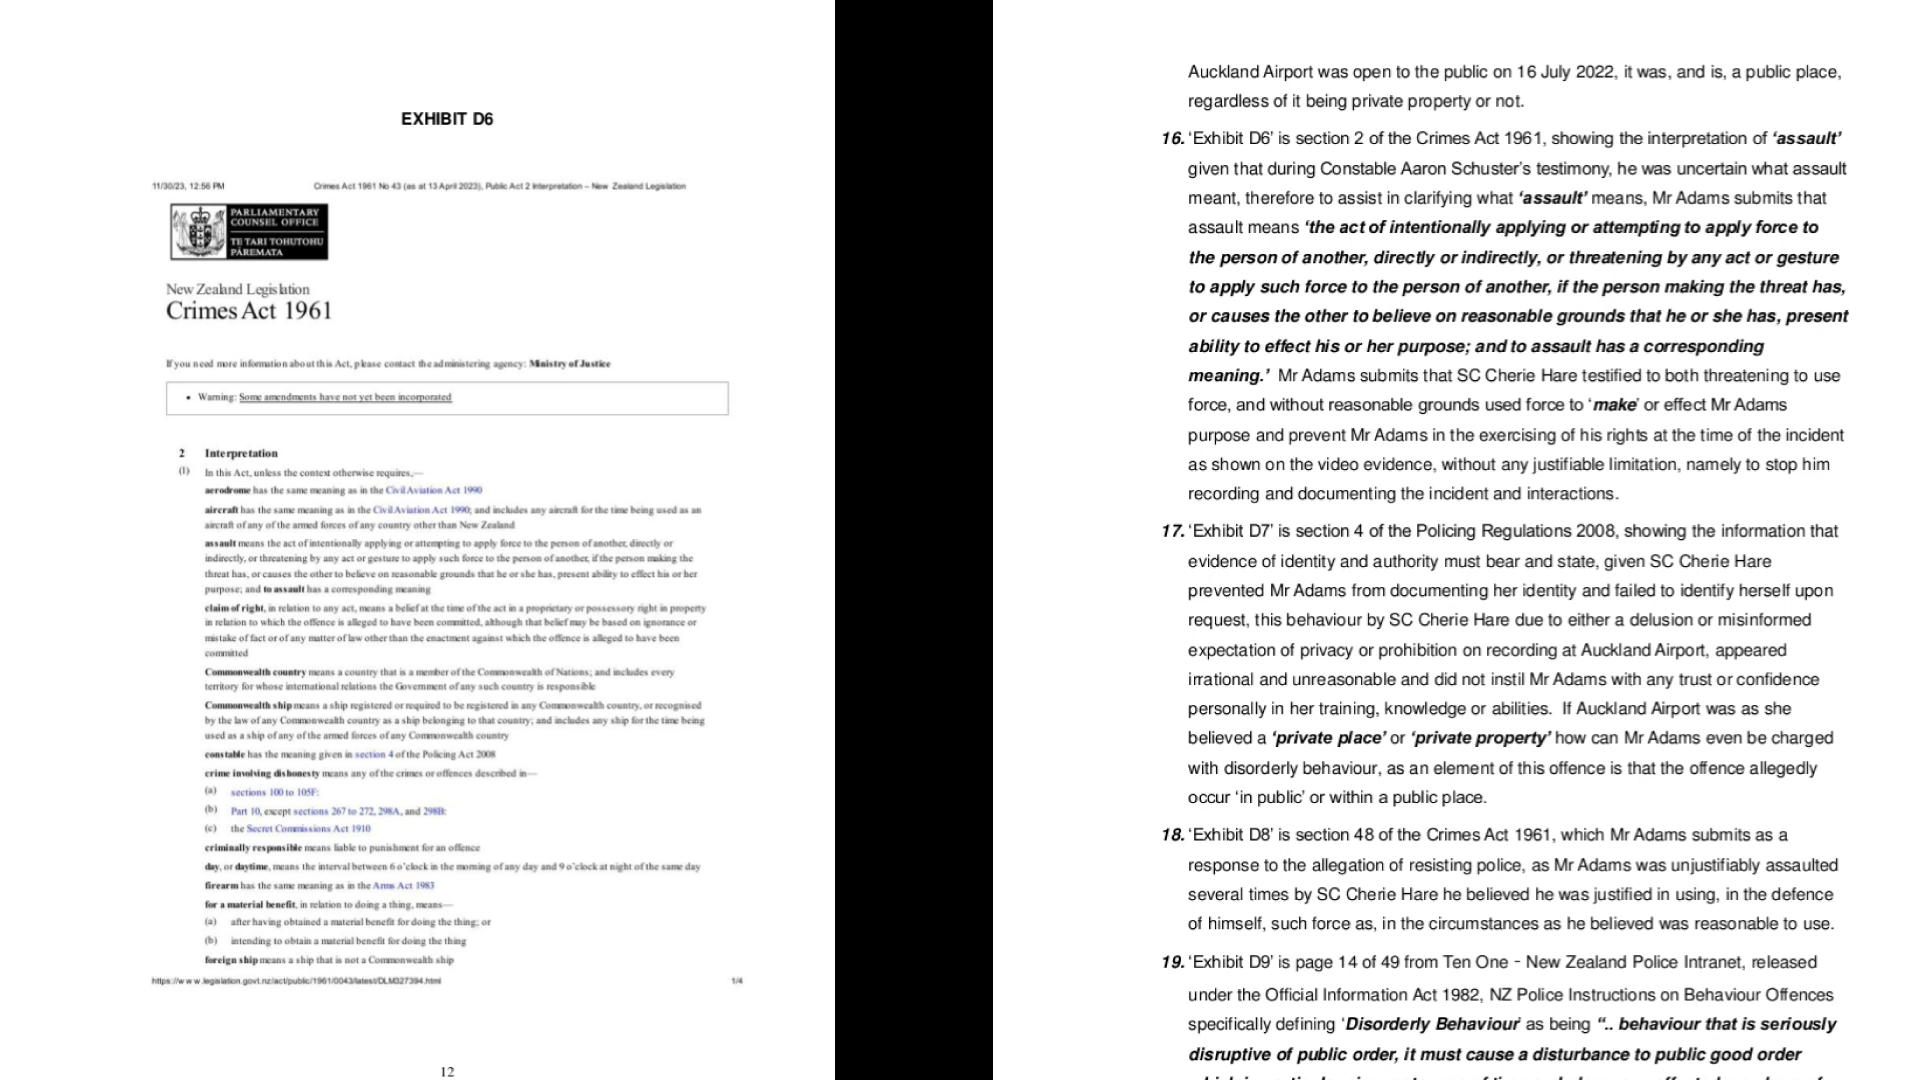 EXHIBIT D6
11/30/23, 12:56 PM Crimes Act 1961 No 43 (as at 13 April 2023), Public Act 2 Interpretation – New Zealand Legislation
PARLIAMENTARY
COUNSEL OFFICE
TE TARI TOHUTOHU
PĀREMATA
New Zealand Legislation
Crimes Act 1961
If you need more information about this Act, please contact the administering agency: Ministry of Justice
• Warning: Some amendments have not yet been incorporated
2 Interpretation
(1) In this Act, unless the context otherwise requires,—
aerodrome has the same meaning as in the Civil Aviation Act 1990
aircraft has the same meaning as in the Civil Aviation Act 1990; and includes any aircraft for the time being used as an
aircraft of any of the armed forces of any country other than New Zealand
assault means the act of intentionally applying or attempting to apply force to the person of another, directly or
indirectly, or threatening by any act or gesture to apply such force to the person of another, if the person making the
threat has, or causes the other to believe on reasonable grounds that he or she has, present ability to effect his or her
purpose; and to assault has a corresponding meaning
claim of right, in relation to any act, means a belief at the time of the act in a proprietary or possessory right in property
in relation to which the offence is alleged to have been committed, although that belief may be based on ignorance or
mistake of fact or of any matter of law other than the enactment against which the offence is alleged to have been
committed
Commonwealth country means a country that is a member of the Commonwealth of Nations; and includes every
territory for whose international relations the Government of any such country is responsible
Commonwealth ship means a ship registered or required to be registered in any Commonwealth country, or recognised
by the law of any Commonwealth country as a ship belonging to that country; and includes any ship for the time being
used as a ship of any of the armed forces of any Commonwealth country
constable has the meaning given in section 4 of the Policing Act 2008
crime involving dishonesty means any of the crimes or offences described in—
(a) sections 100 to 105F:
(b) Part 10, except sections 267 to 272, 298A, and 298B:
(c) the Secret Commissions Act 1910
criminally responsible means liable to punishment for an offence
day, or daytime, means the interval between 6 o'clock in the morning of any day and 9 o'clock at night of the same day
firearm has the same meaning as in the Arms Act 1983
for a material benefit, in relation to doing a thing, means—
(a) after having obtained a material benefit for doing the thing; or
(b) intending to obtain a material benefit for doing the thing
foreign ship means a ship that is not a Commonwealth ship
https://www.legislation.govt.nz/act/public/1961/0043/latest/DLM327394.html 1/4
12
Auckland Airport was open to the public on 16 July 2022, it was, and is, a public place,
regardless of it being private property or not.
16. 'Exhibit D6' is section 2 of the Crimes Act 1961, showing the interpretation of 'assault'
given that during Constable Aaron Schuster's testimony, he was uncertain what assault
meant, therefore to assist in clarifying what 'assault' means, Mr Adams submits that
assault means 'the act of intentionally applying or attempting to apply force to
the person of another, directly or indirectly, or threatening by any act or gesture
to apply such force to the person of another, if the person making the threat has,
or causes the other to believe on reasonable grounds that he or she has, present
ability to effect his or her purpose; and to assault has a corresponding
meaning.' Mr Adams submits that SC Cherie Hare testified to both threatening to use
force, and without reasonable grounds used force to 'make' or effect Mr Adams
purpose and prevent Mr Adams in the exercising of his rights at the time of the incident
as shown on the video evidence, without any justifiable limitation, namely to stop him
recording and documenting the incident and interactions.
17. 'Exhibit D7' is section 4 of the Policing Regulations 2008, showing the information that
evidence of identity and authority must bear and state, given SC Cherie Hare
prevented Mr Adams from documenting her identity and failed to identify herself upon
request, this behaviour by SC Cherie Hare due to either a delusion or misinformed
expectation of privacy or prohibition on recording at Auckland Airport, appeared
irrational and unreasonable and did not instil Mr Adams with any trust or confidence
personally in her training, knowledge or abilities. If Auckland Airport was as she
believed a 'private place' or 'private property' how can Mr Adams even be charged
with disorderly behaviour, as an element of this offence is that the offence allegedly
occur 'in public' or within a public place.
18. 'Exhibit D8' is section 48 of the Crimes Act 1961, which Mr Adams submits as a
response to the allegation of resisting police, as Mr Adams was unjustifiably assaulted
several times by SC Cherie Hare he believed he was justified in using, in the defence
of himself, such force as, in the circumstances as he believed was reasonable to use.
19. 'Exhibit D9' is page 14 of 49 from Ten One - New Zealand Police Intranet, released
under the Official Information Act 1982, NZ Police Instructions on Behaviour Offences
specifically defining 'Disorderly Behaviour' as being ".. behaviour that is seriously
disruptive of public order, it must cause a disturbance to public good order